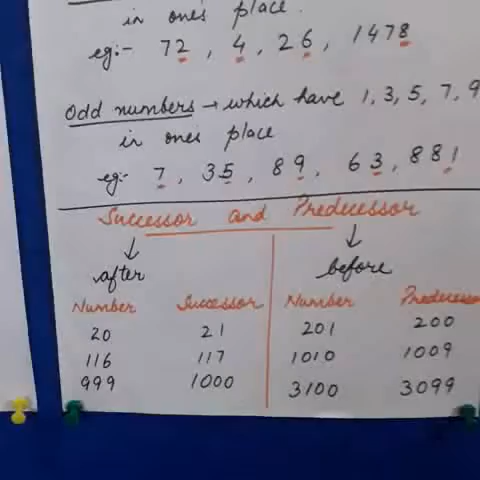 in one's place.
eg:- 72, 4, 26, 1478
Odd numbers → which have 1, 3, 5, 7, 9
in ones place
eg:- 7, 35, 89, 63, 881
Successor and Predecessor
↓ ↓
after before
Number Successor Number Predecesso
20 21 201 200
116 117 1010 1009
999 1000 3100 3099